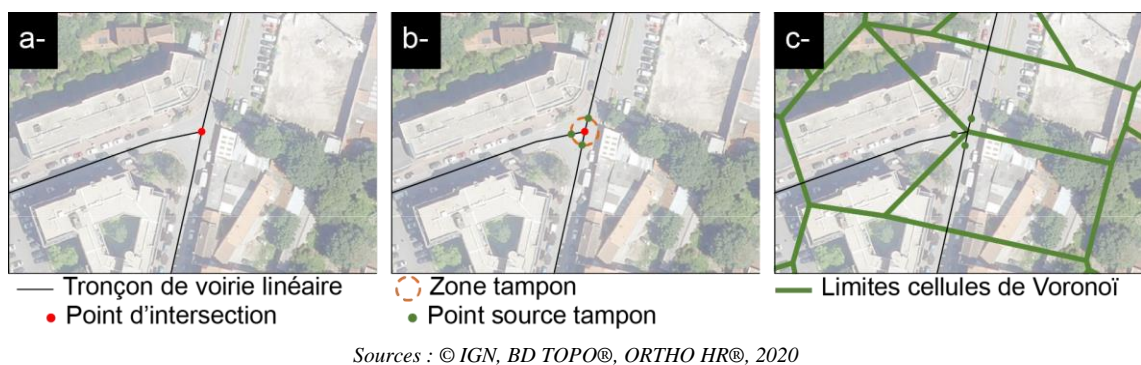 a-
b-
c-
Tronçon de voirie linéaire
Point d'intersection
Zone tampon
Point source tampon
Limites cellules de Voronoï
Sources : © IGN, BD TOPO®, ORTHO HR®, 2020